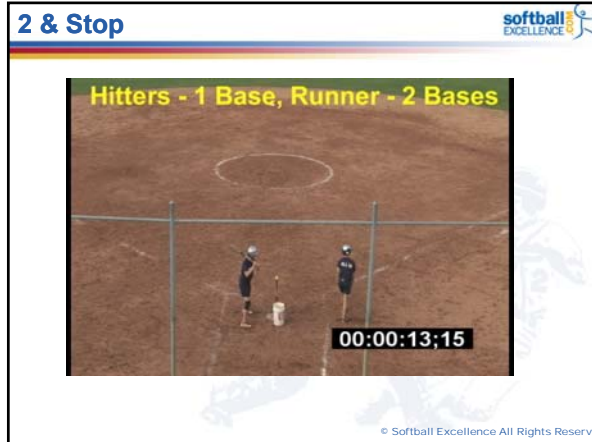 2 & Stop
softball
EXCELLENCE
.COM
Hitters - 1 Base, Runner - 2 Bases
00:00:13;15
© Softball Excellence All Rights Reserv